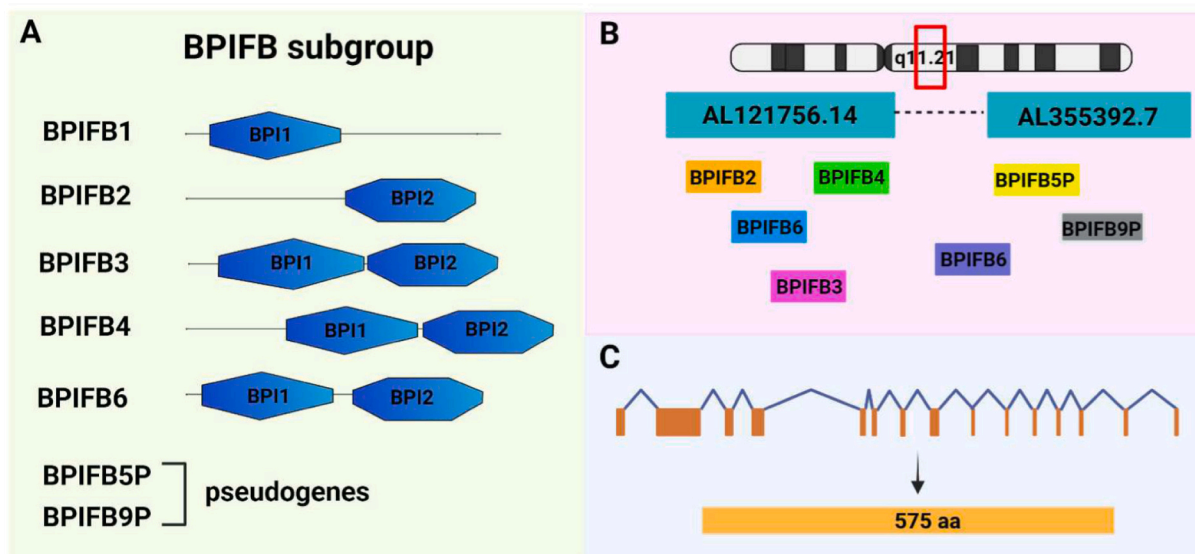 A
BPIFB subgroup
BPIFB1
BPI1
BPIFB2
BPI2
BPIFB3
BPI1
BPI2
BPIFB4
BPI1
BPI2
BPIFB6
BPI1
BPI2
BPIFB5P
BPIFB9P
pseudogenes
B
q11.21
AL121756.14
AL355392.7
BPIFB2
BPIFB4
BPIFB5P
BPIFB6
BPIFB9P
BPIFB6
BPIFB3
C
575 aa